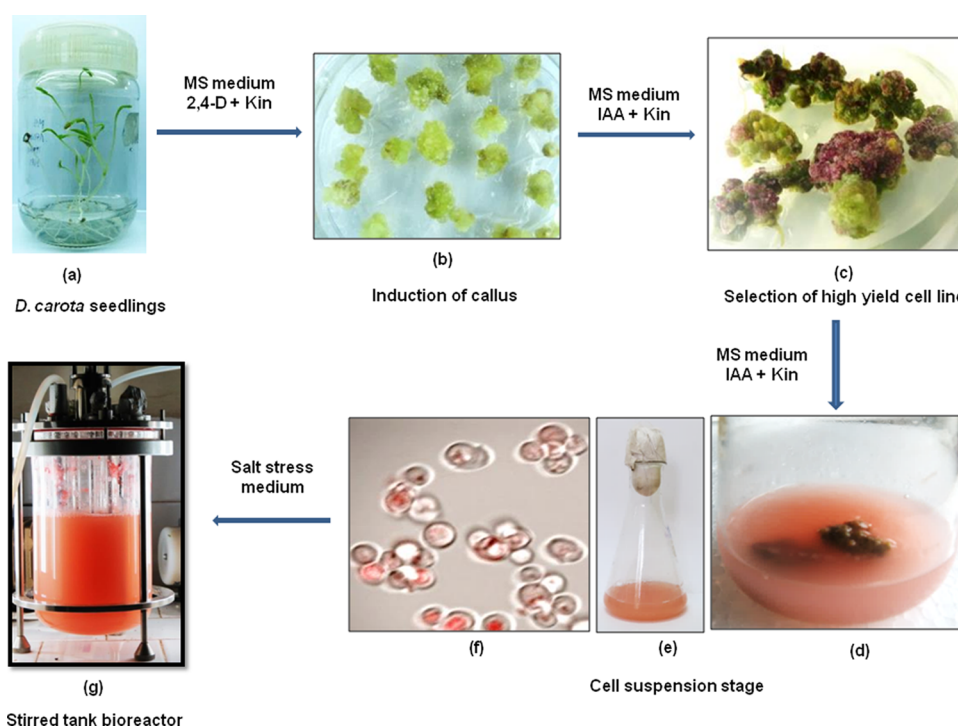 MS medium
2,4-D + Kin
MS medium
IAA + Kin
(a)
D. carota seedlings
(b)
Induction of callus
(c)
Selection of high yield cell line
MS medium
IAA + Kin
Salt stress
medium
(g)
Stirred tank bioreactor
(f)
(e)
(d)
Cell suspension stage